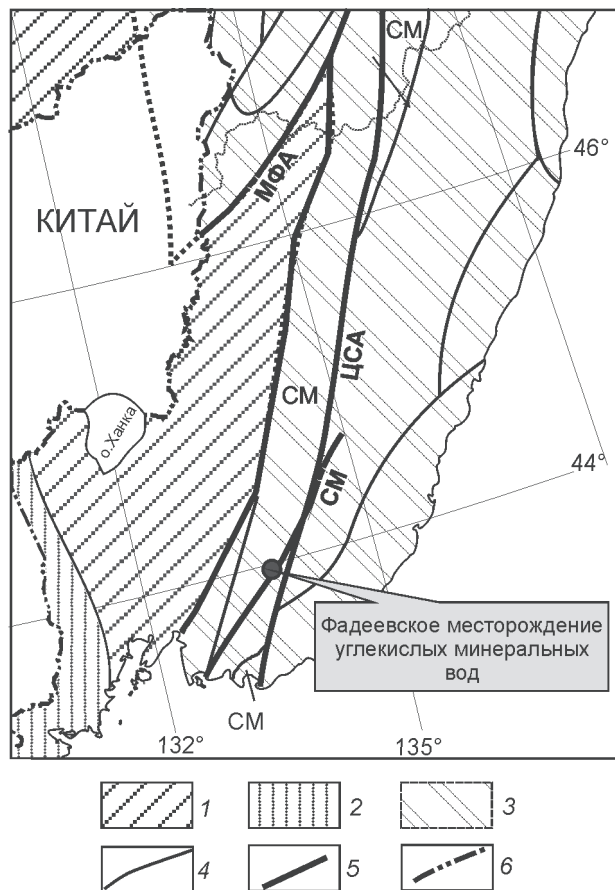 СМ
46°
МФА
КИТАЙ
ЦСА
СМ
о.Ханка
44°
СМ
Фадеевское месторождение
углекислых минеральных
вод
СМ
132°
135°
1
2
3
4
5
6